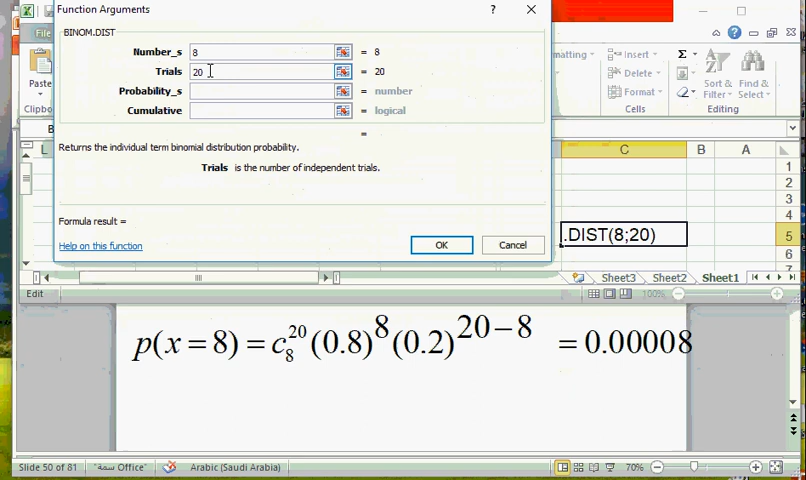 Function Arguments
BINOM.DIST
Number_s 8 = 8
Trials 20 = 20
Probability_s = number
Cumulative = logical
=
Returns the individual term binomial distribution probability.
Trials is the number of independent trials.
Formula result =
Help on this function
OK Cancel
File
Paste
Insert
Delete
Format
Cells
Σ
Sort &
Filter
Find &
Select
Editing
L C B A
1
2
3
4
.DIST(8;20) 5
6
7
Sheet3 Sheet2 Sheet1
Edit 100%
p(x = 8) = c₈²⁰ (0.8)⁸ (0.2)²⁰⁻⁸ = 0.00008
Slide 50 of 81 "سمة Office" Arabic (Saudi Arabia) 70%